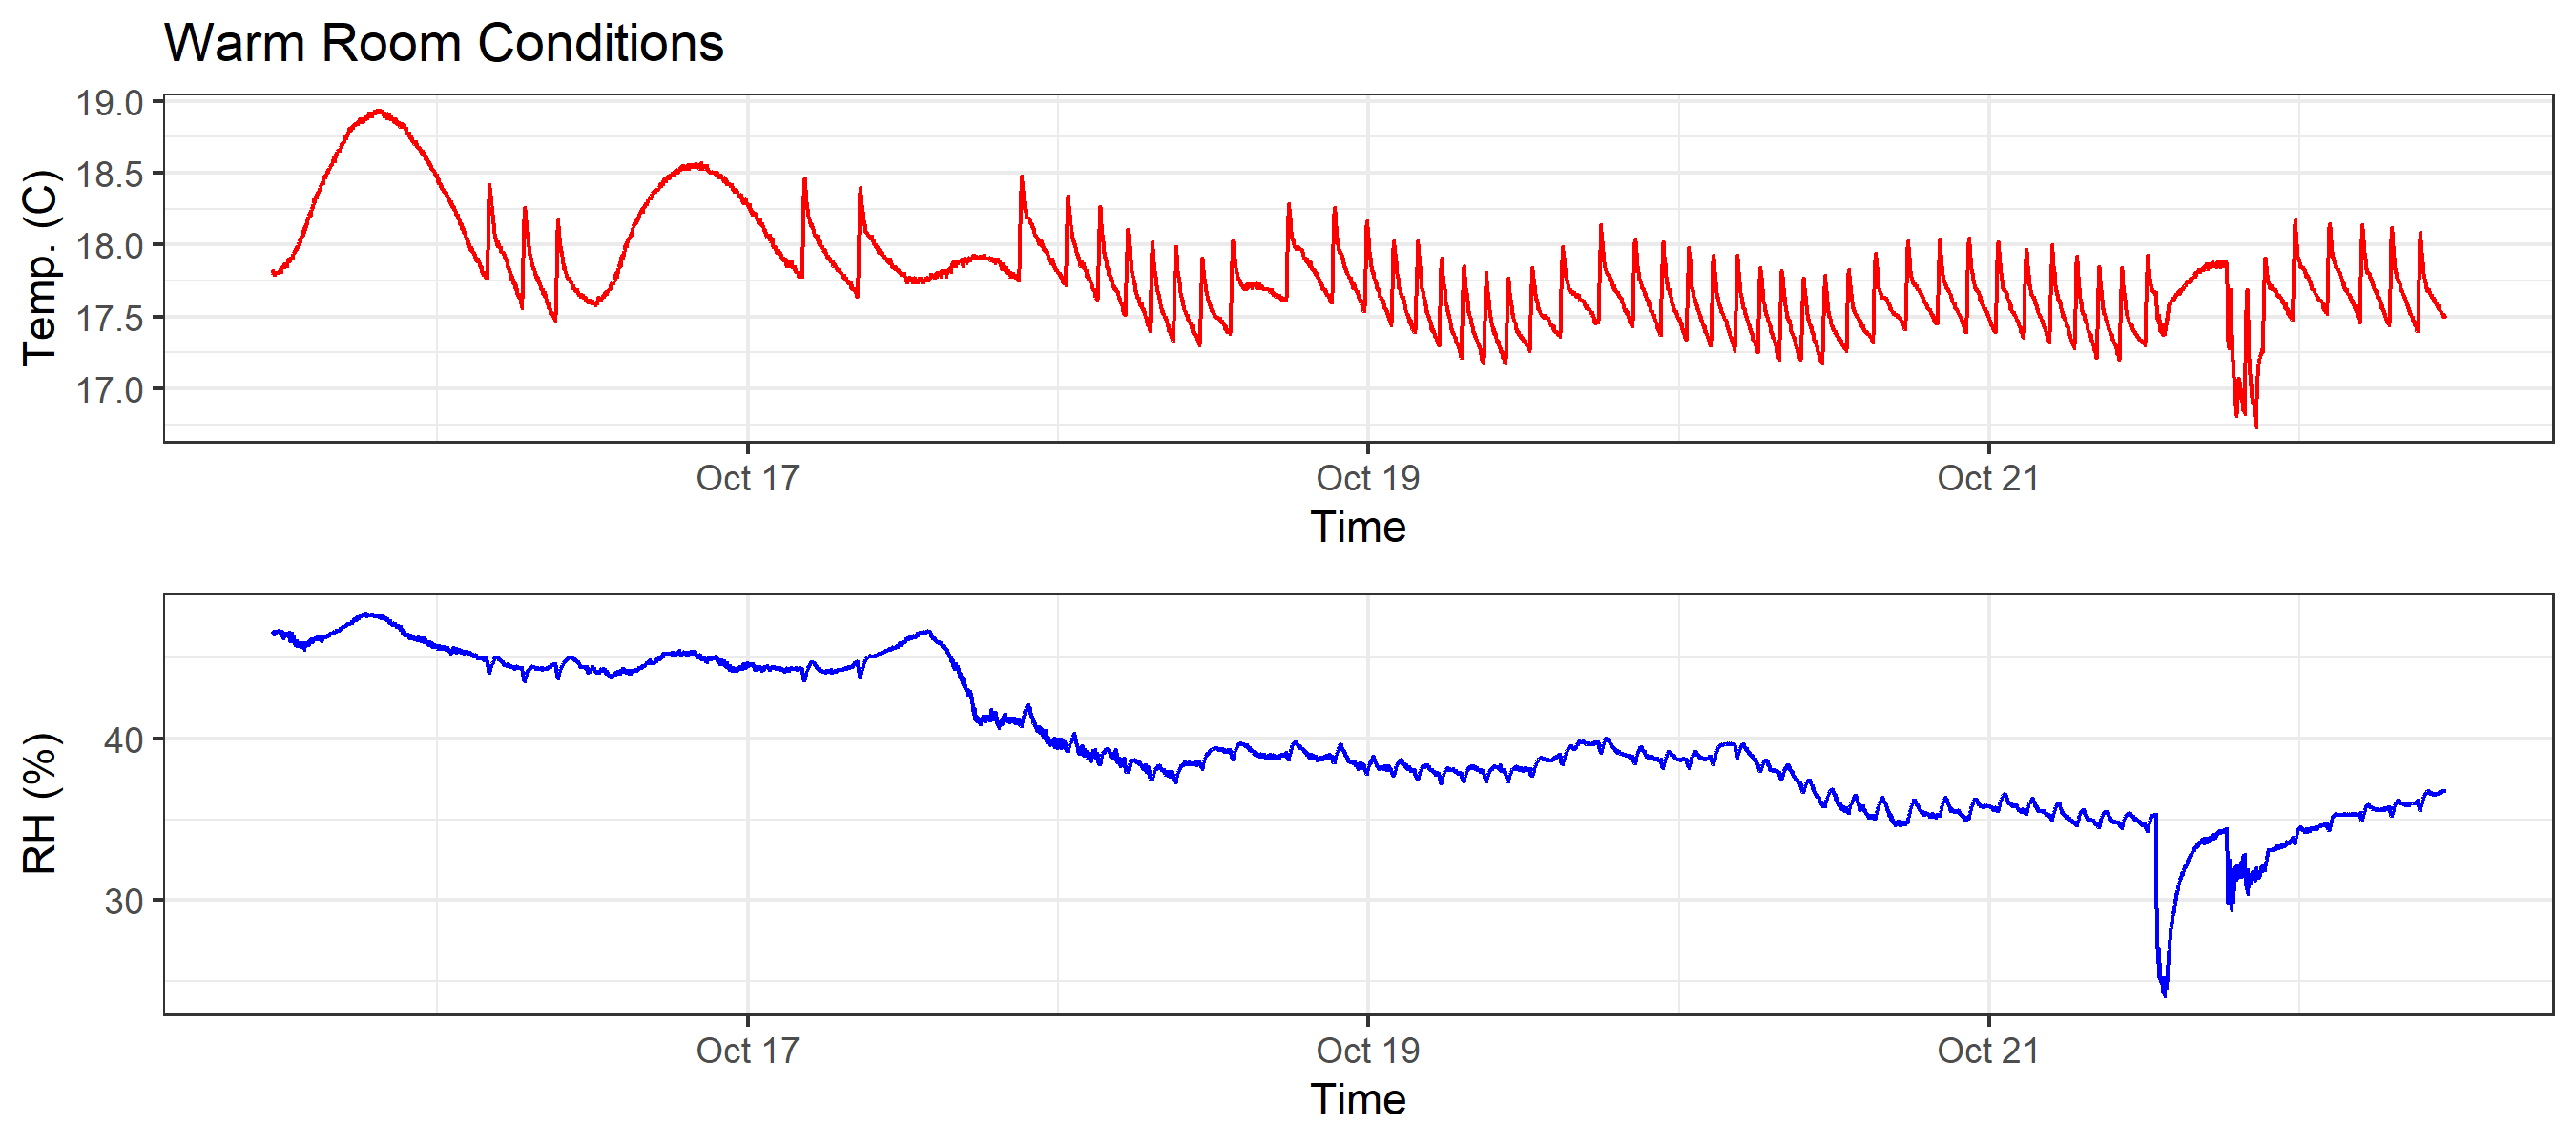 Warm Room Conditions
Temp. (C)
19.0
18.5
18.0
17.5
17.0
Oct 17 Oct 19 Oct 21
Time
RH (%)
40
30
Oct 17 Oct 19 Oct 21
Time